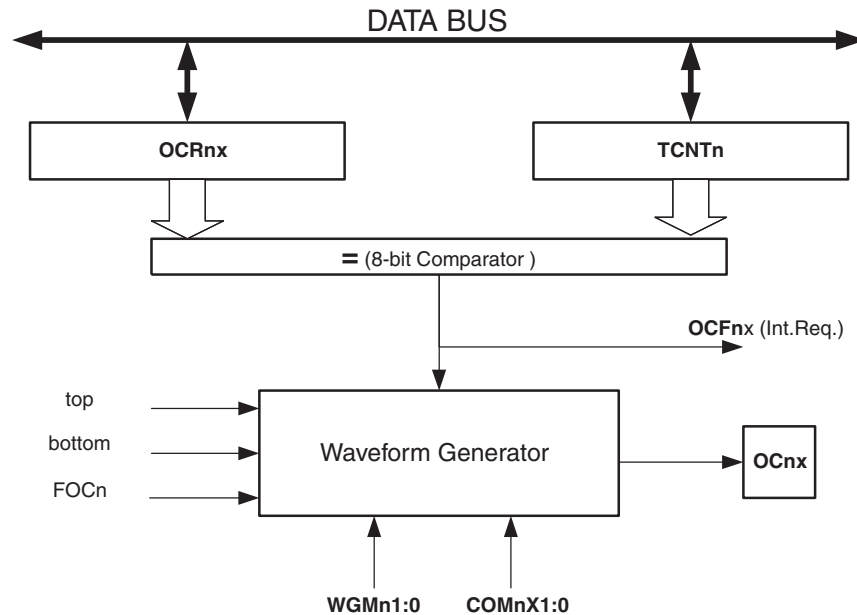 DATA BUS
OCRnx
TCNTn
= (8-bit Comparator )
OCFnx (Int.Req.)
top
bottom
FOCn
Waveform Generator
OCnx
WGMn1:0
COMnX1:0